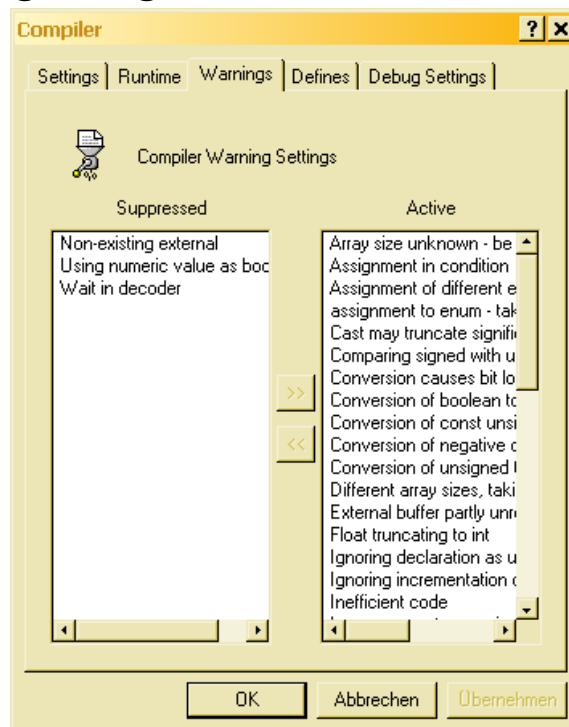 Compiler
Settings Runtime Warnings Defines Debug Settings
Compiler Warning Settings
Suppressed
Non-existing external
Using numeric value as boo
Wait in decoder
>>
<<
Active
Array size unknown - be
Assignment in condition
Assignment of different e
assignment to enum - tak
Cast may truncate signifi
Comparing signed with u
Conversion causes bit lo
Conversion of boolean to
Conversion of const unsi
Conversion of negative c
Conversion of unsigned
Different array sizes, taki
External buffer partly unr
Float truncating to int
Ignoring declaration as u
Ignoring incrementation o
Inefficient code
OK Abbrechen Übernehmen